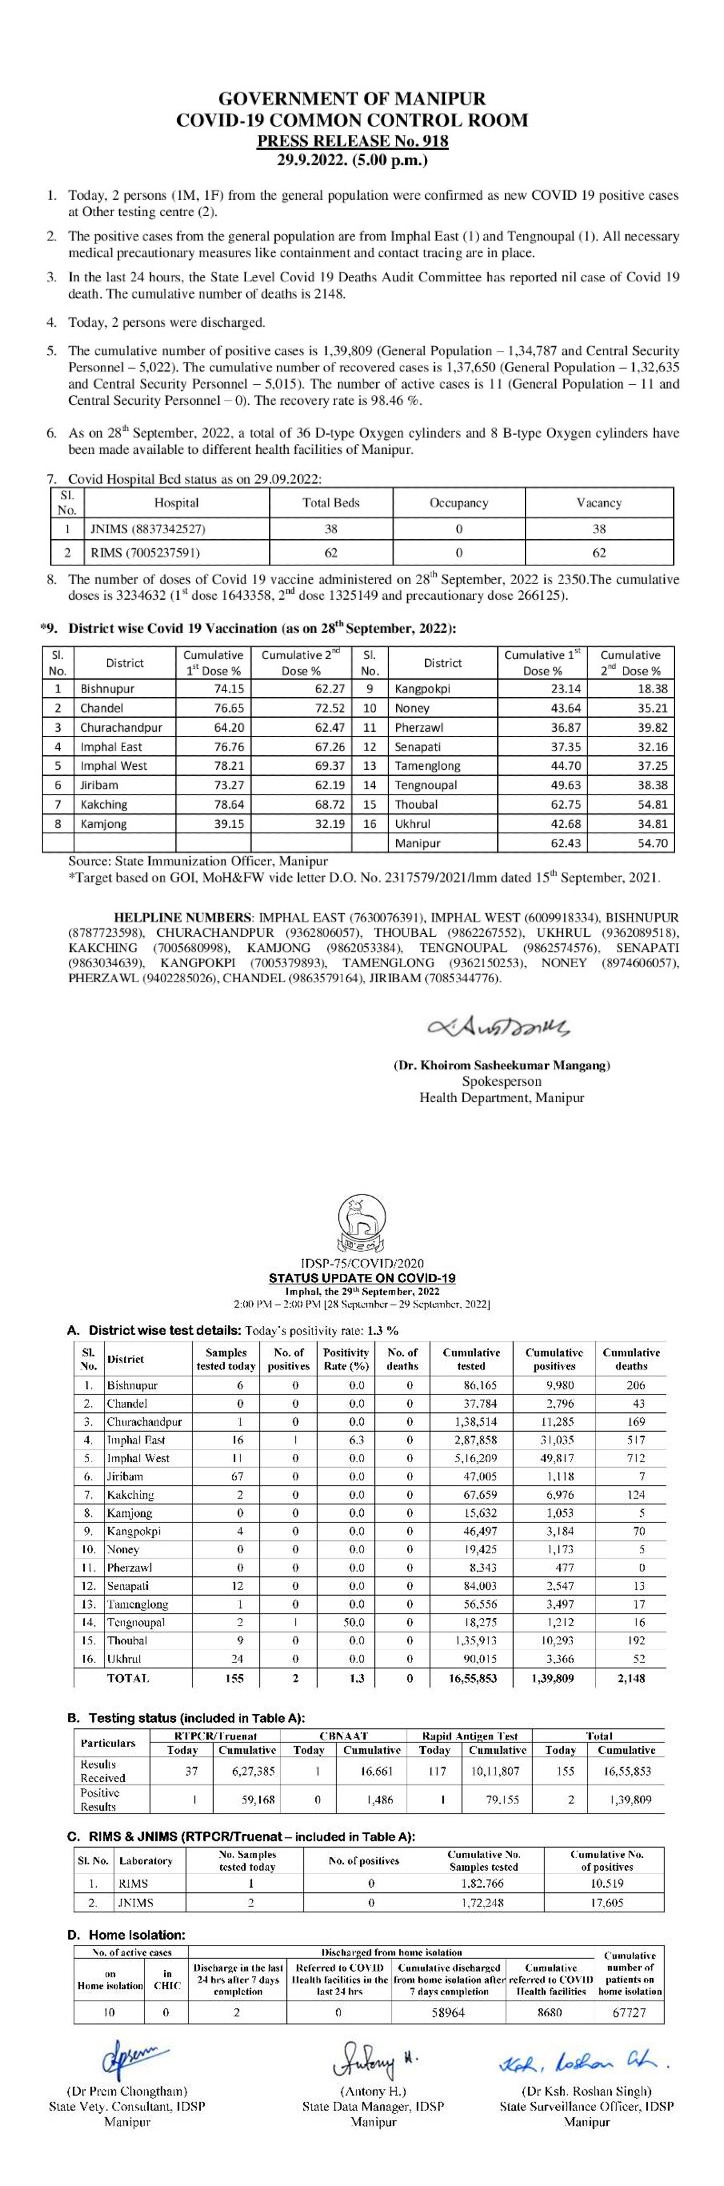 GOVERNMENT OF MANIPUR
COVID-19 COMMON CONTROL ROOM
PRESS RELEASE No. 918
29.9.2022. (5.00 p.m.)
1. Today, 2 persons (1M, 1F) from the general population were confirmed as new COVID 19 positive cases
at Other testing centre (2).
2. The positive cases from the general population are from Imphal East (1) and Tengnoupal (1). All necessary
medical precautionary measures like containment and contact tracing are in place.
3. In the last 24 hours, the State Level Covid 19 Deaths Audit Committee has reported nil case of Covid 19
death. The cumulative number of deaths is 2148.
4. Today, 2 persons were discharged.
5. The cumulative number of positive cases is 1,39,809 (General Population – 1,34,787 and Central Security
Personnel – 5,022). The cumulative number of recovered cases is 1,37,650 (General Population – 1,32,635
and Central Security Personnel – 5,015). The number of active cases is 11 (General Population – 11 and
Central Security Personnel – 0). The recovery rate is 98.46 %.
6. As on 28th September, 2022, a total of 36 D-type Oxygen cylinders and 8 B-type Oxygen cylinders have
been made available to different health facilities of Manipur.
7. Covid Hospital Bed status as on 29.09.2022:
Sl. No. Hospital Total Beds Occupancy Vacancy
1 JNIMS (8837342527) 38 0 38
2 RIMS (7005237591) 62 0 62
8. The number of doses of Covid 19 vaccine administered on 28th September, 2022 is 2350.The cumulative
doses is 3234632 (1st dose 1643358, 2nd dose 1325149 and precautionary dose 266125).
*9. District wise Covid 19 Vaccination (as on 28th September, 2022):
Sl. No. District Cumulative 1st Dose % Cumulative 2nd Dose % Sl. No. District Cumulative 1st Dose % Cumulative 2nd Dose %
1 Bishnupur 74.15 62.27 9 Kangpokpi 23.14 18.38
2 Chandel 76.65 72.52 10 Noney 43.64 35.21
3 Churachandpur 64.20 62.47 11 Pherzawl 36.87 39.82
4 Imphal East 76.76 67.26 12 Senapati 37.35 32.16
5 Imphal West 78.21 69.37 13 Tamenglong 44.70 37.25
6 Jiribam 73.27 62.19 14 Tengnoupal 49.63 38.38
7 Kakching 78.64 68.72 15 Thoubal 62.75 54.81
8 Kamjong 39.15 32.19 16 Ukhrul 42.68 34.81
Manipur 62.43 54.70
Source: State Immunization Officer, Manipur
*Target based on GOI, MoH&FW vide letter D.O. No. 2317579/2021/Imm dated 15th September, 2021.
HELPLINE NUMBERS: IMPHAL EAST (7630076391), IMPHAL WEST (6009918334), BISHNUPUR
(8787723598), CHURACHANDPUR (9362806057), THOUBAL (9862267552), UKHRUL (9362089518),
KAKCHING (7005680998), KAMJONG (9862053384), TENGNOUPAL (9862574576), SENAPATI
(9863034639), KANGPOKPI (7005379893), TAMENGLONG (9362150253), NONEY (8974606057),
PHERZAWL (9402285026), CHANDEL (9863579164), JIRIBAM (7085344776).
(Dr. Khoirom Sasheekumar Mangang)
Spokesperson
Health Department, Manipur
IDSP-75/COVID/2020
STATUS UPDATE ON COVID-19
Imphal, the 29th September, 2022
2:00 PM – 2:00 PM [28 September – 29 September, 2022]
A. District wise test details: Today's positivity rate: 1.3 %
Sl. No. District Samples tested today No. of positives Positivity Rate (%) No. of deaths Cumulative tested Cumulative positives Cumulative deaths
1. Bishnupur 6 0 0.0 0 86,165 9,980 206
2. Chandel 0 0 0.0 0 37,784 2,796 43
3. Churachandpur 1 0 0.0 0 1,38,514 11,285 169
4. Imphal East 16 1 6.3 0 2,87,858 31,035 517
5. Imphal West 11 0 0.0 0 5,16,209 49,817 712
6. Jiribam 67 0 0.0 0 47,005 1,118 7
7. Kakching 2 0 0.0 0 67,659 6,976 124
8. Kamjong 0 0 0.0 0 15,632 1,053 5
9. Kangpokpi 4 0 0.0 0 46,497 3,184 70
10. Noney 0 0 0.0 0 19,425 1,173 5
11. Pherzawl 0 0 0.0 0 8,343 477 0
12. Senapati 12 0 0.0 0 84,003 2,547 13
13. Tamenglong 1 0 0.0 0 56,556 3,497 17
14. Tengnoupal 2 1 50.0 0 18,275 1,212 16
15. Thoubal 9 0 0.0 0 1,35,913 10,293 192
16. Ukhrul 24 0 0.0 0 90,015 3,366 52
TOTAL 155 2 1.3 0 16,55,853 1,39,809 2,148
B. Testing status (included in Table A):
Particulars RTPCR/Truenat CBNAAT Rapid Antigen Test Total
Today Cumulative Today Cumulative Today Cumulative Today Cumulative
Results Received 37 6,27,385 1 16,661 117 10,11,807 155 16,55,853
Positive Results 1 59,168 0 1,486 1 79,155 2 1,39,809
C. RIMS & JNIMS (RTPCR/Truenat – included in Table A):
Sl. No. Laboratory No. Samples tested today No. of positives Cumulative No. Samples tested Cumulative No. of positives
1. RIMS 1 0 1,82,766 10,519
2. JNIMS 2 0 1,72,248 17,605
D. Home Isolation:
No. of active cases Discharged from home isolation Cumulative number of patients on home isolation
on Home isolation in CHIC Discharge in the last 24 hrs after 7 days completion Referred to COVID Health facilities in the last 24 hrs Cumulative discharged from home isolation after 7 days completion Cumulative referred to COVID Health facilities
10 0 2 0 58964 8680 67727
Antony H.
Ksh. Roshan Sh.
(Dr Prem Chongtham)
State Vety. Consultant, IDSP
Manipur
(Antony H.)
State Data Manager, IDSP
Manipur
(Dr Ksh. Roshan Singh)
State Surveillance Officer, IDSP
Manipur